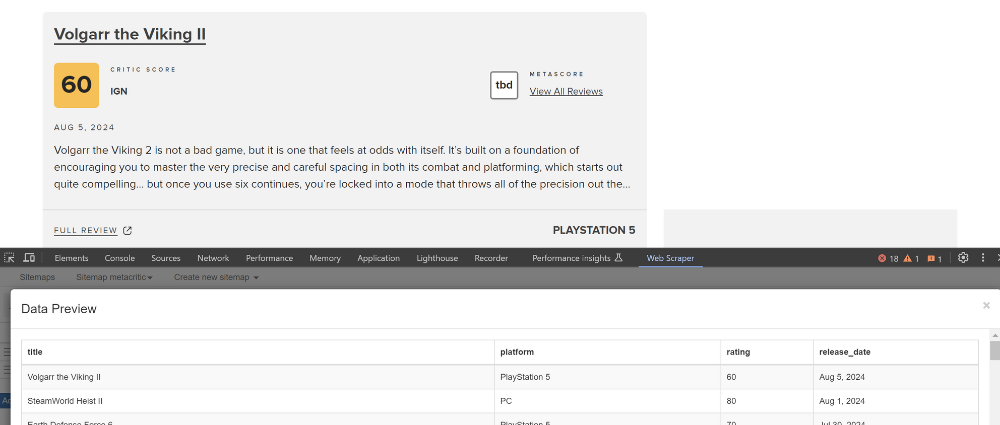 Volgarr the Viking II
60
CRITIC SCORE
IGN
tbd
METASCORE
View All Reviews
AUG 5, 2024
Volgarr the Viking 2 is not a bad game, but it is one that feels at odds with itself. It’s built on a foundation of
encouraging you to master the very precise and careful spacing in both its combat and platforming, which starts out
quite compelling... but once you use six continues, you’re locked into a mode that throws all of the precision out the...
FULL REVIEW
PLAYSTATION 5
Elements Console Sources Network Performance Memory Application Lighthouse Recorder Performance insights Web Scraper 18 1 1
Sitemaps Sitemap metacritic Create new sitemap
Data Preview ×
title platform rating release_date
Volgarr the Viking II PlayStation 5 60 Aug 5, 2024
SteamWorld Heist II PC 80 Aug 1, 2024
Earth Defense Force 6 PlayStation 5 70 Jul 30, 2024